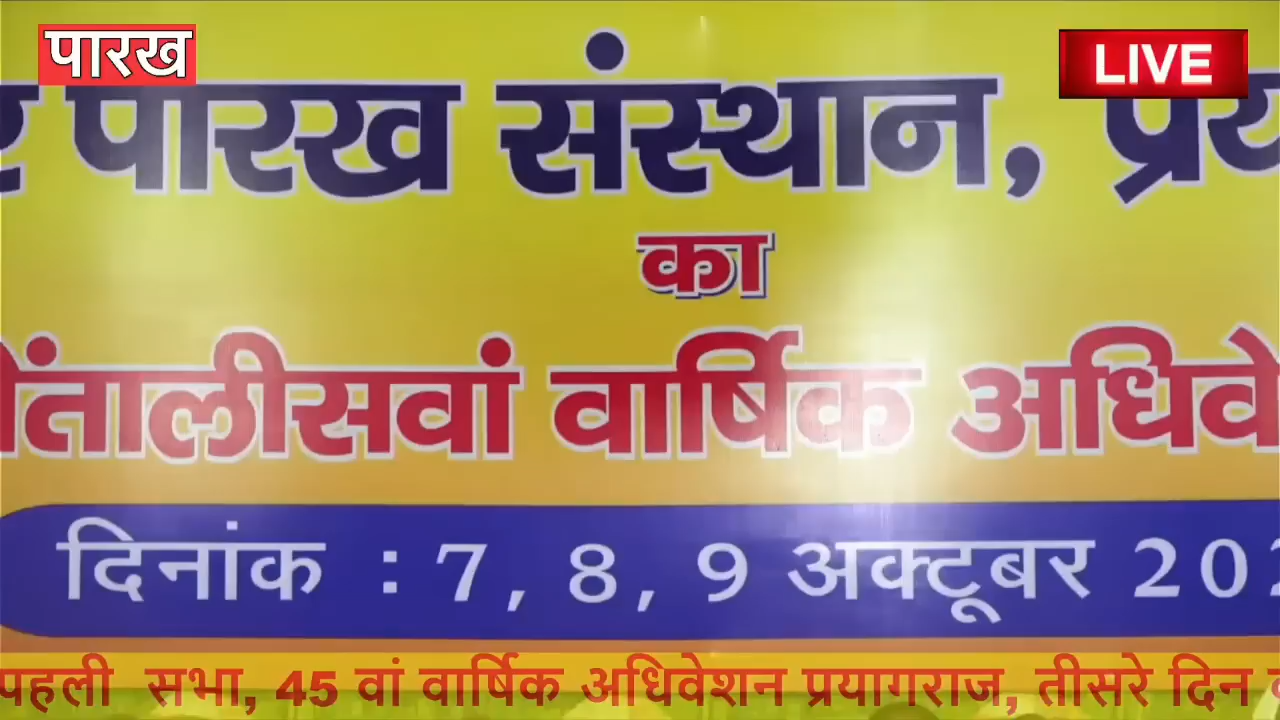 पारख
LIVE
पारख संस्थान,
का
वार्षिक
दिनांक : 7, 8, 9 अक्टूबर
पहली सभा, 45 वां वार्षिक अधिवेशन प्रयागराज, तीसरे दिन